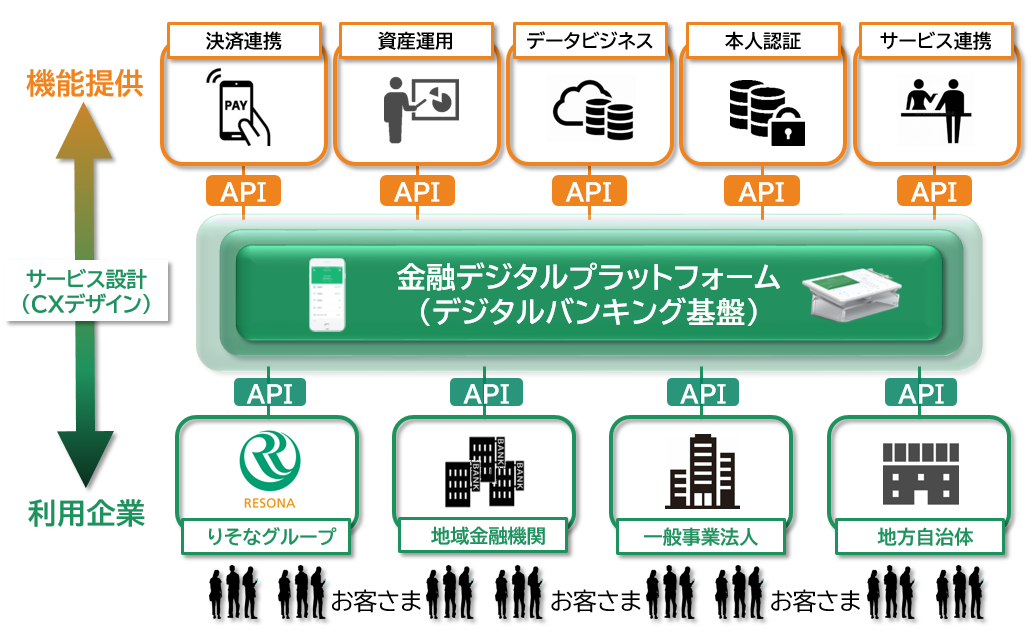 決済連携
資産運用
データビジネス
本人認証
サービス連携
機能提供
PAY
API
API
API
API
API
サービス設計
（CXデザイン）
金融デジタルプラットフォーム
（デジタルバンキング基盤）
API
API
API
API
RESONA
BANK
BANK
BANK
利用企業
りそなグループ
地域金融機関
一般事業法人
地方自治体
お客さま
お客さま
お客さま